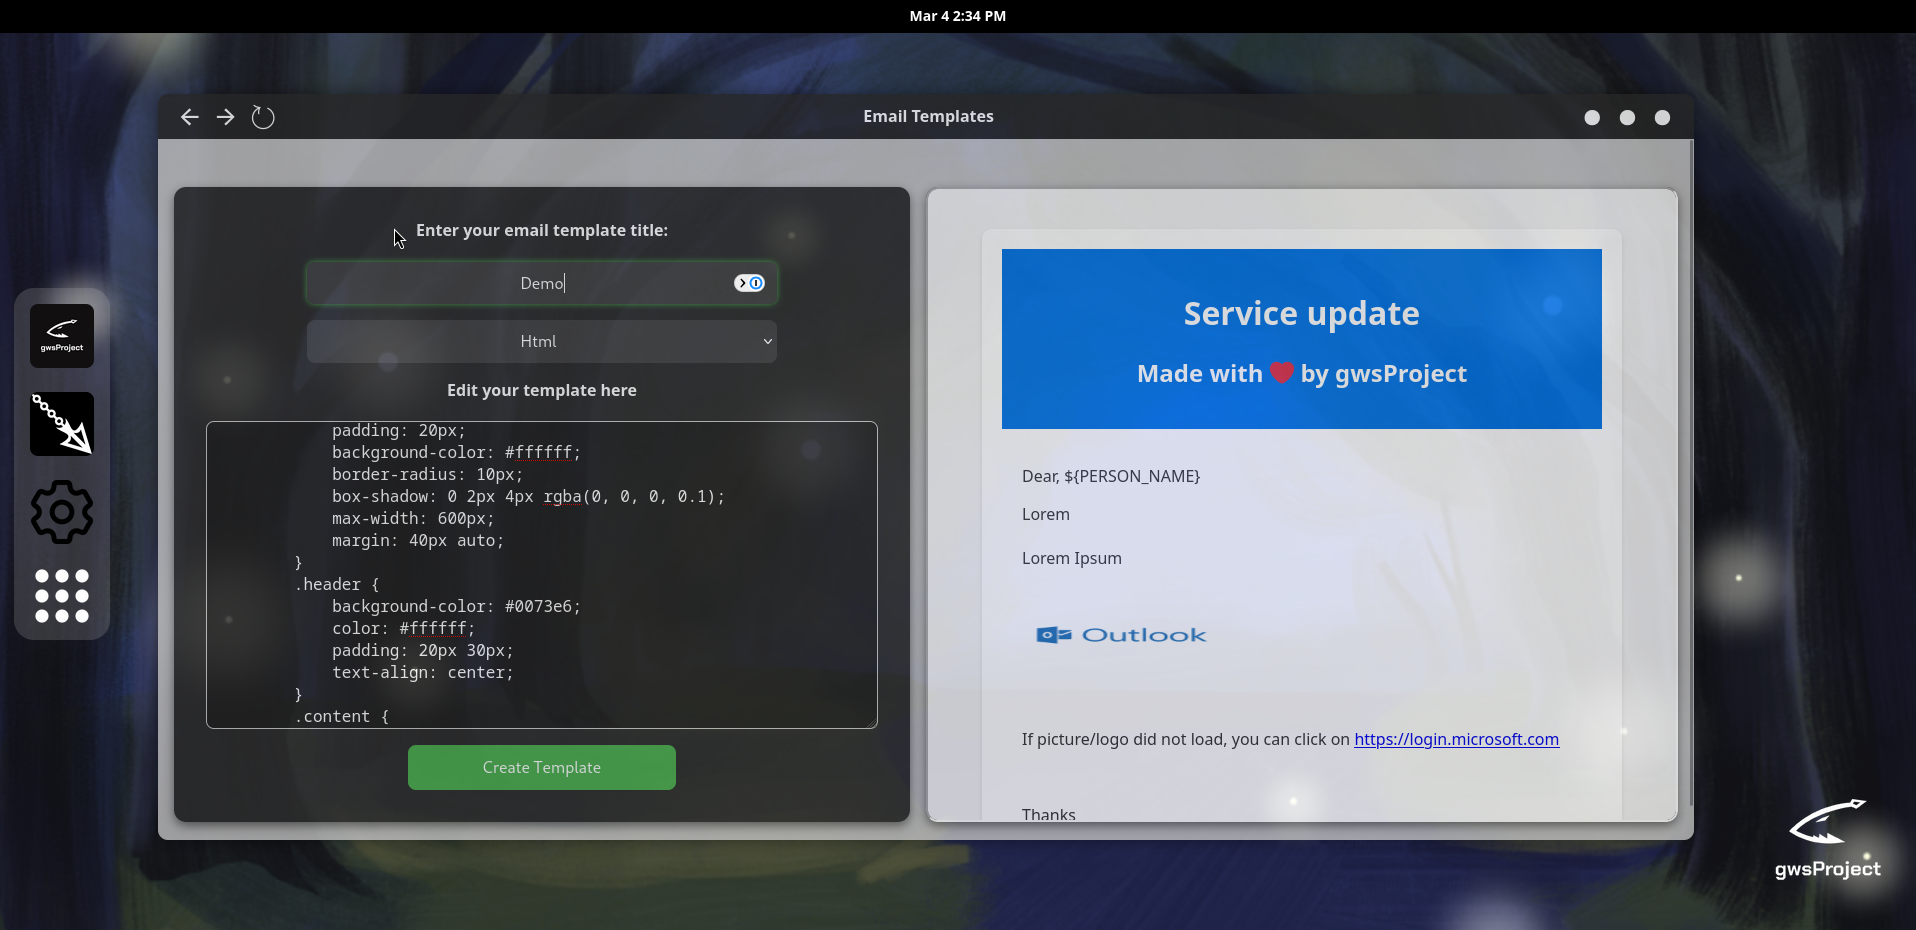 Mar 4 2:34 PM
Email Templates
Enter your email template title:
Demo
Html
Edit your template here
padding: 20px;
background-color: #ffffff;
border-radius: 10px;
box-shadow: 0 2px 4px rgba(0, 0, 0, 0.1);
max-width: 600px;
margin: 40px auto;
}
.header {
background-color: #0073e6;
color: #ffffff;
padding: 20px 30px;
text-align: center;
}
.content {
Create Template
Service update
Made with ❤ by gwsProject
Dear, ${[PERSON_NAME]}
Lorem
Lorem Ipsum
Outlook
If picture/logo did not load, you can click on https://login.microsoft.com
Thanks
gwsProject
gwsProject